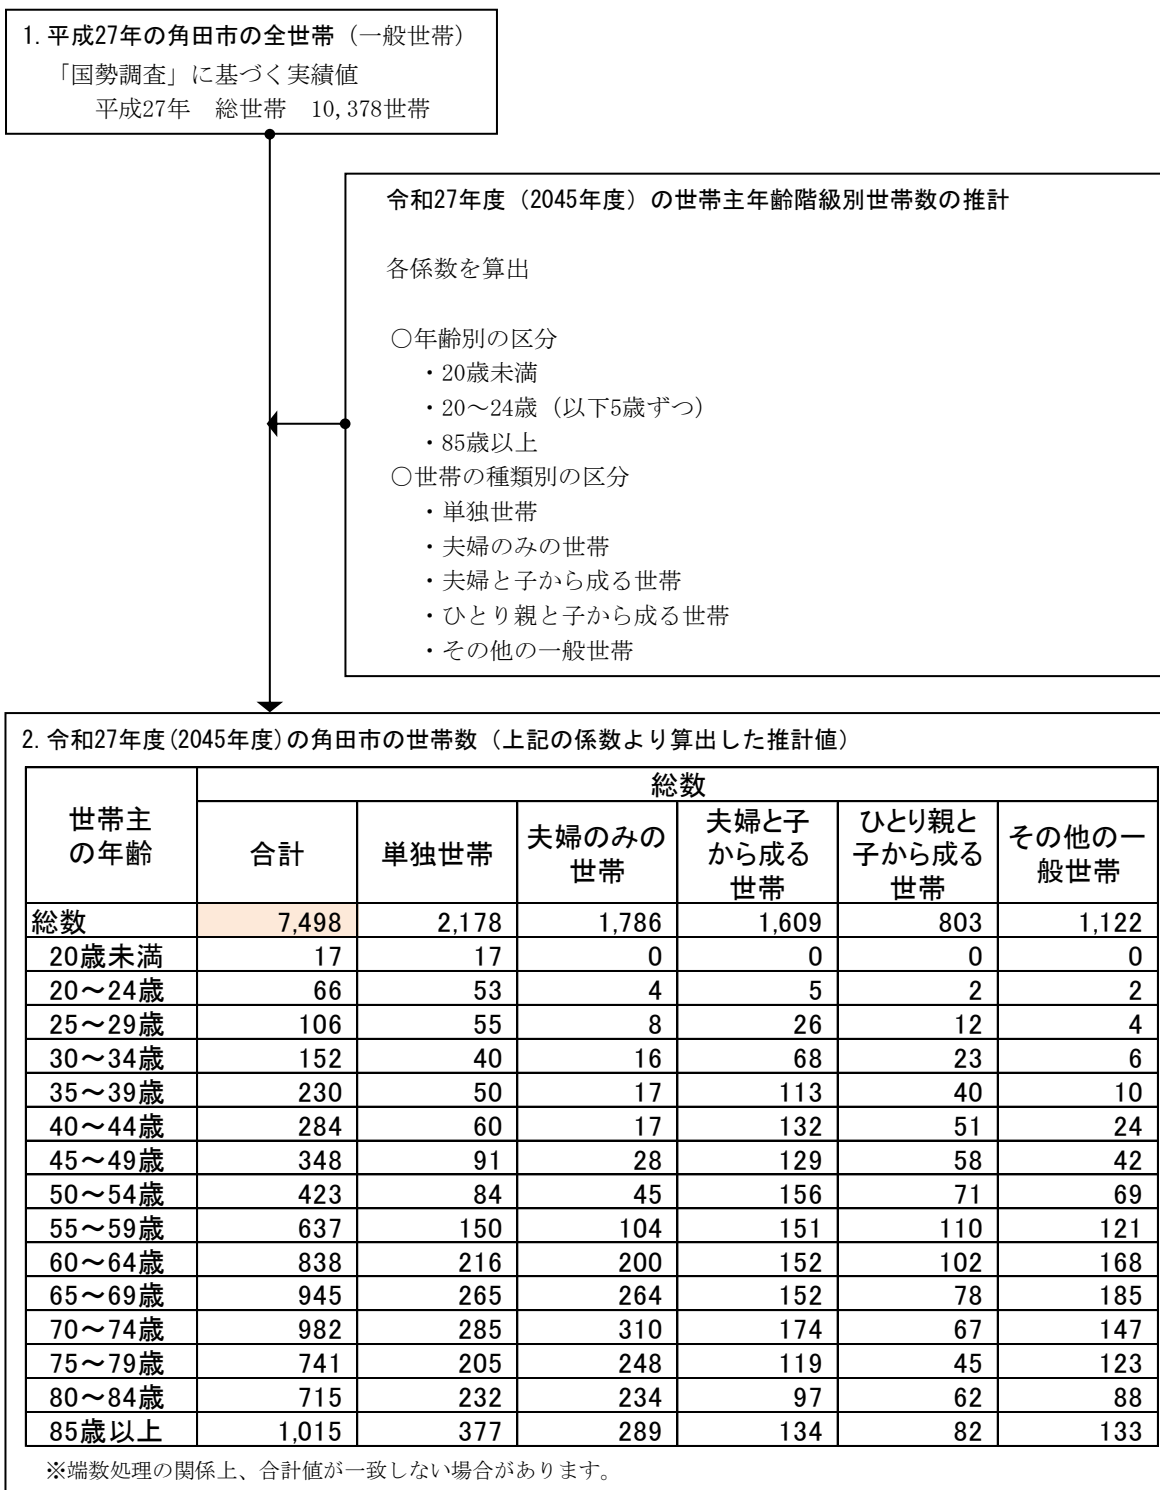 1.平成27年の角田市の全世帯（一般世帯）
「国勢調査」に基づく実績値
平成27年　総世帯　10,378世帯
令和27年度（2045年度）の世帯主年齢階級別世帯数の推計
各係数を算出
○年齢別の区分
・20歳未満
・20～24歳（以下5歳ずつ）
・85歳以上
○世帯の種類別の区分
・単独世帯
・夫婦のみの世帯
・夫婦と子から成る世帯
・ひとり親と子から成る世帯
・その他の一般世帯
2.令和27年度(2045年度)の角田市の世帯数（上記の係数より算出した推計値）
世帯主の年齢 総数
合計 単独世帯 夫婦のみの世帯 夫婦と子から成る世帯 ひとり親と子から成る世帯 その他の一般世帯
総数 7,498 2,178 1,786 1,609 803 1,122
20歳未満 17 17 0 0 0 0
20～24歳 66 53 4 5 2 2
25～29歳 106 55 8 26 12 4
30～34歳 152 40 16 68 23 6
35～39歳 230 50 17 113 40 10
40～44歳 284 60 17 132 51 24
45～49歳 348 91 28 129 58 42
50～54歳 423 84 45 156 71 69
55～59歳 637 150 104 151 110 121
60～64歳 838 216 200 152 102 168
65～69歳 945 265 264 152 78 185
70～74歳 982 285 310 174 67 147
75～79歳 741 205 248 119 45 123
80～84歳 715 232 234 97 62 88
85歳以上 1,015 377 289 134 82 133
※端数処理の関係上、合計値が一致しない場合があります。